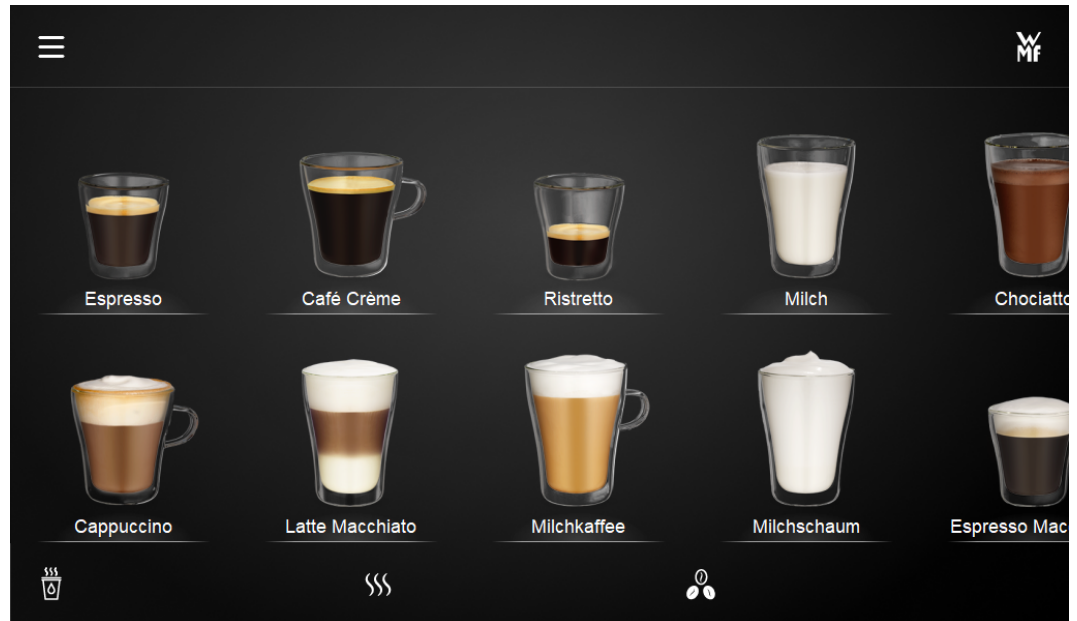 WMF
Espresso
Café Crème
Ristretto
Milch
Chociatto
Cappuccino
Latte Macchiato
Milchkaffee
Milchschaum
Espresso Mac